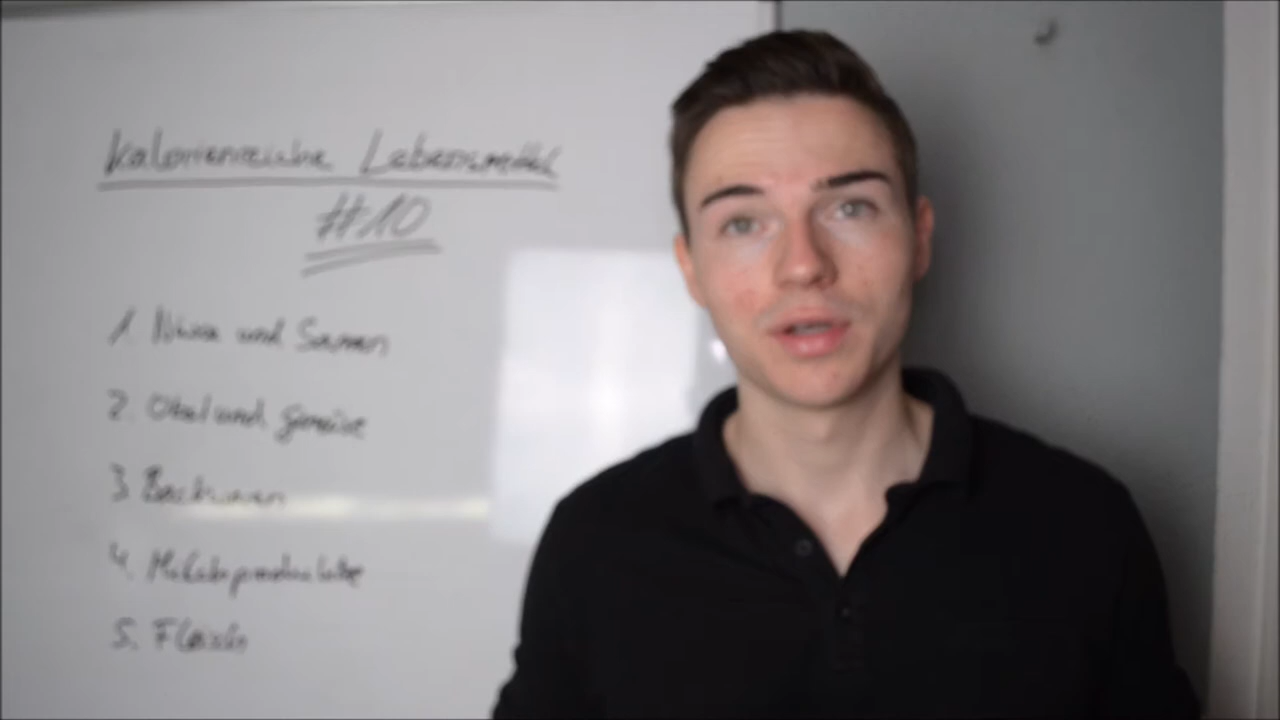 Kalorienreiche Lebensmittel
#10
1. Nüsse und Samen
2. Obst und Gemüse
3 Backwaren
4. Milchprodukte
5. Fleisch